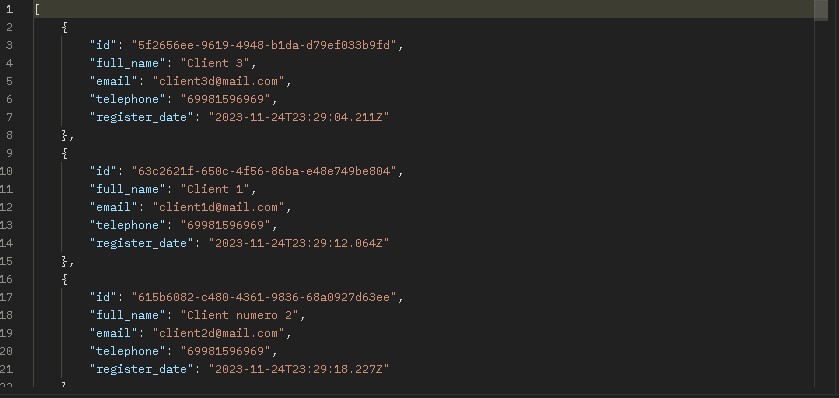 1 [
2 {
3 "id": "5f2656ee-9619-4948-b1da-d79ef033b9fd",
4 "full_name": "Client 3",
5 "email": "client3d@mail.com",
6 "telephone": "69981596969",
7 "register_date": "2023-11-24T23:29:04.211Z"
8 },
9 {
10 "id": "63c2621f-650c-4f56-86ba-e48e749be804",
11 "full_name": "Client 1",
12 "email": "client1d@mail.com",
13 "telephone": "69981596969",
14 "register_date": "2023-11-24T23:29:12.064Z"
15 },
16 {
17 "id": "615b6082-c480-4361-9836-68a0927d63ee",
18 "full_name": "Client numero 2",
19 "email": "client2d@mail.com",
20 "telephone": "69981596969",
21 "register_date": "2023-11-24T23:29:18.227Z"